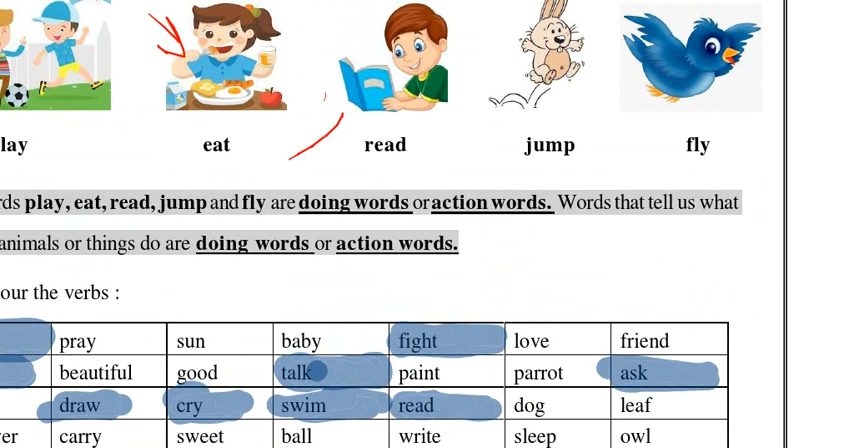 lay eat read jump fly
rds play, eat, read, jump and fly are doing words or action words. Words that tell us what
animals or things do are doing words or action words.
our the verbs :
pray sun baby fight love friend
beautiful good talk paint parrot ask
draw cry swim read dog leaf
er carry sweet ball write sleep owl